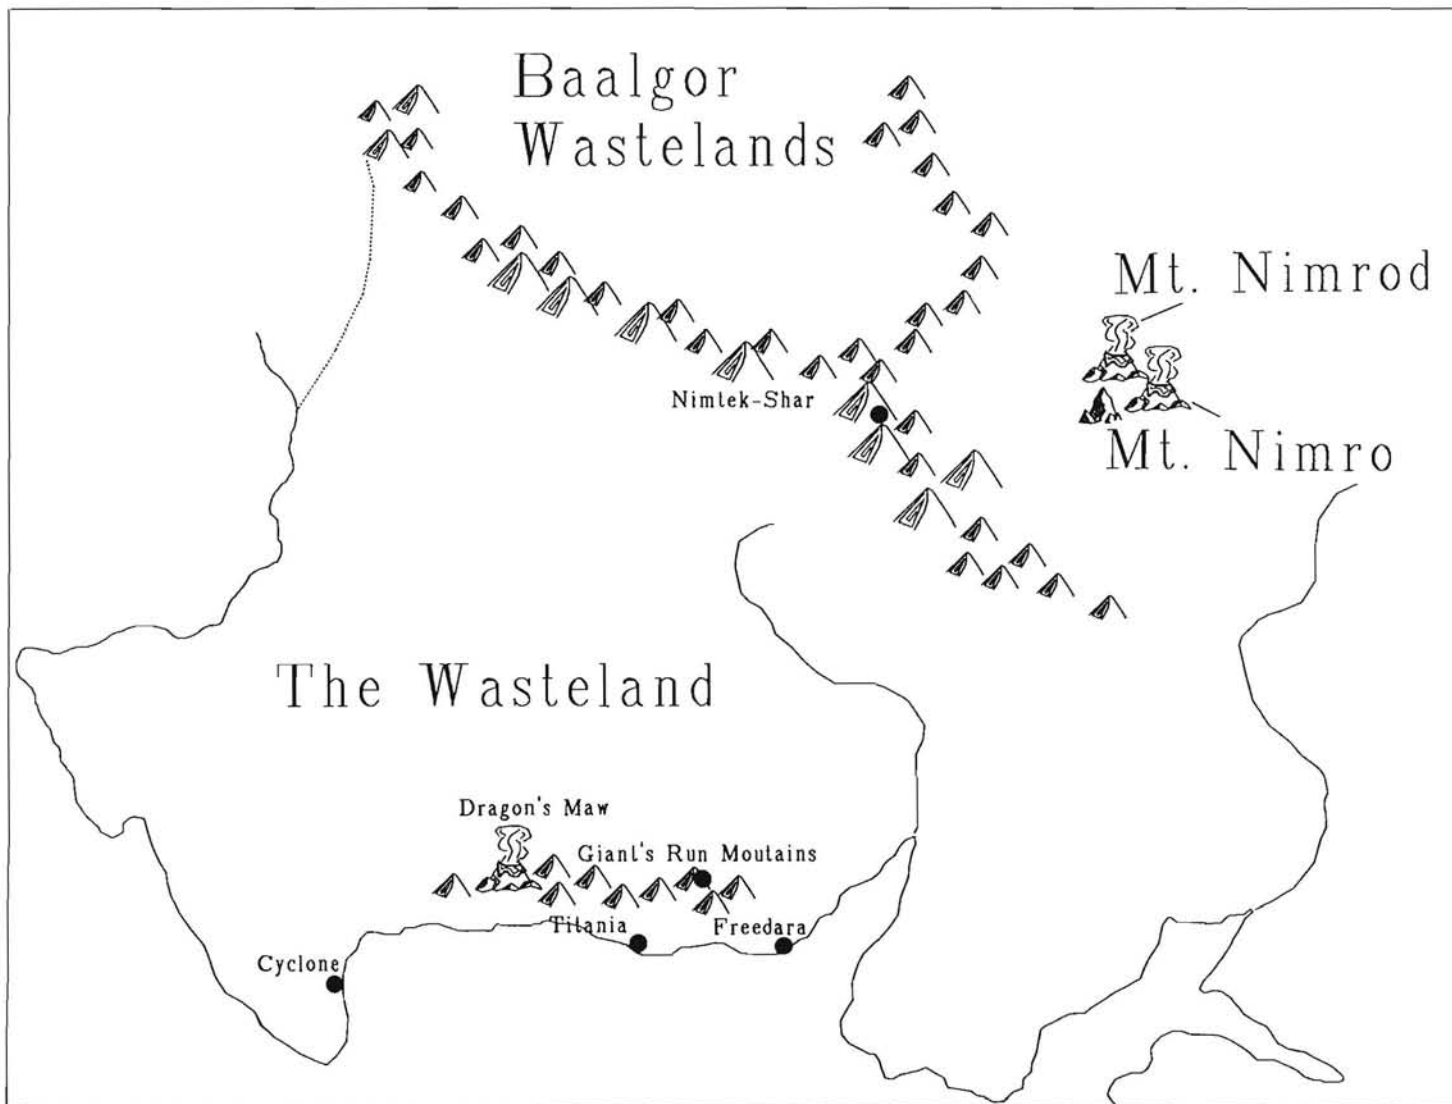 Baalgor
Wastelands
Mt. Nimrod
Nimtek-Shar
Mt. Nimro
The Wasteland
Dragon's Maw
Giant's Run Moutains
Titania
Freedara
Cyclone